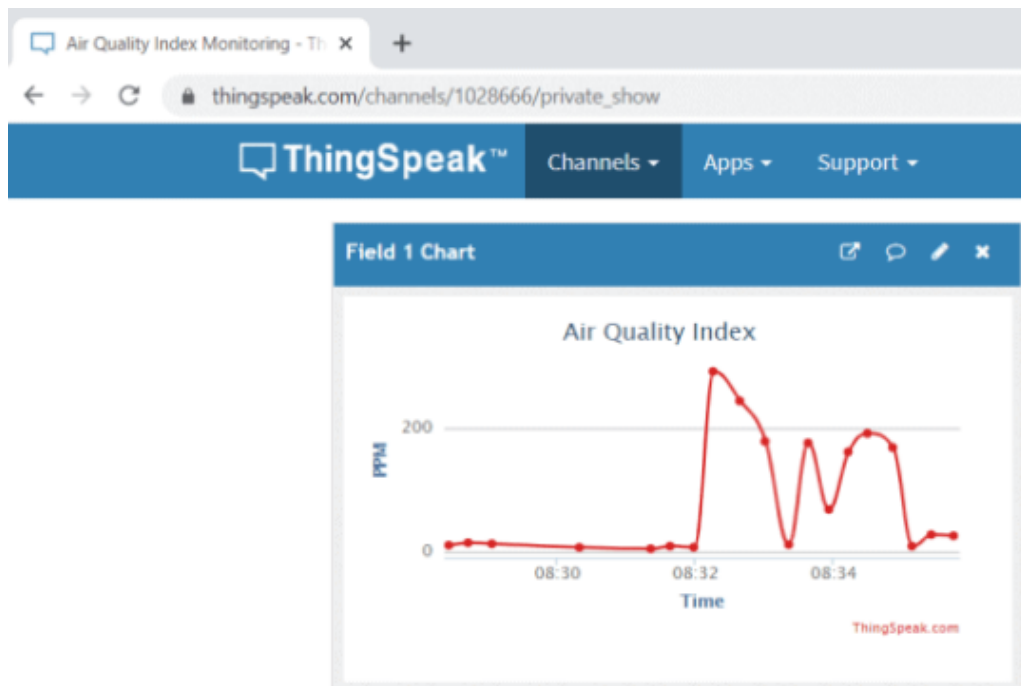 Air Quality Index Monitoring - Th
thingspeak.com/channels/1028666/private_show
ThingSpeak™ Channels Apps Support
Field 1 Chart
Air Quality Index
200
PPM
0
08:30 08:32 08:34
Time
ThingSpeak.com